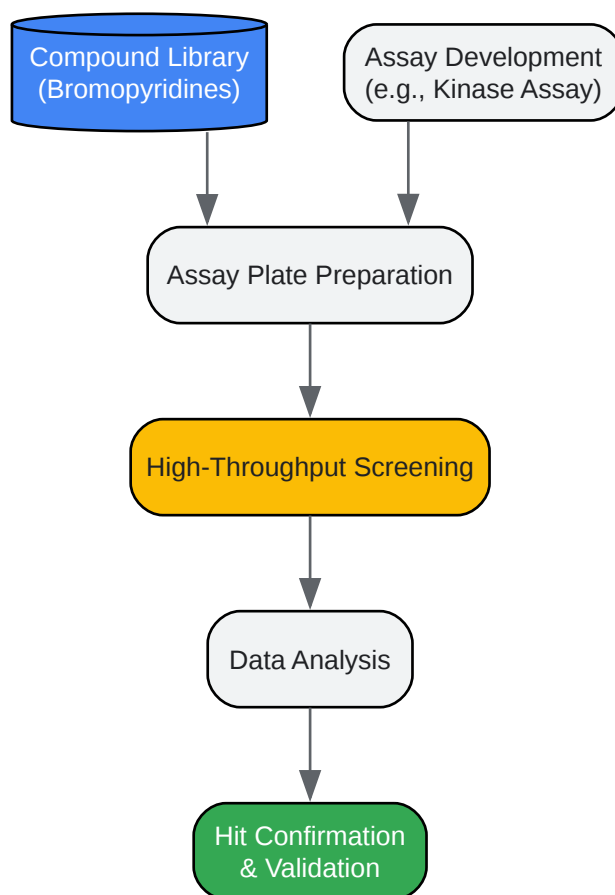 Compound Library
(Bromopyridines)
Assay Development
(e.g., Kinase Assay)
Assay Plate Preparation
High-Throughput Screening
Data Analysis
Hit Confirmation
& Validation